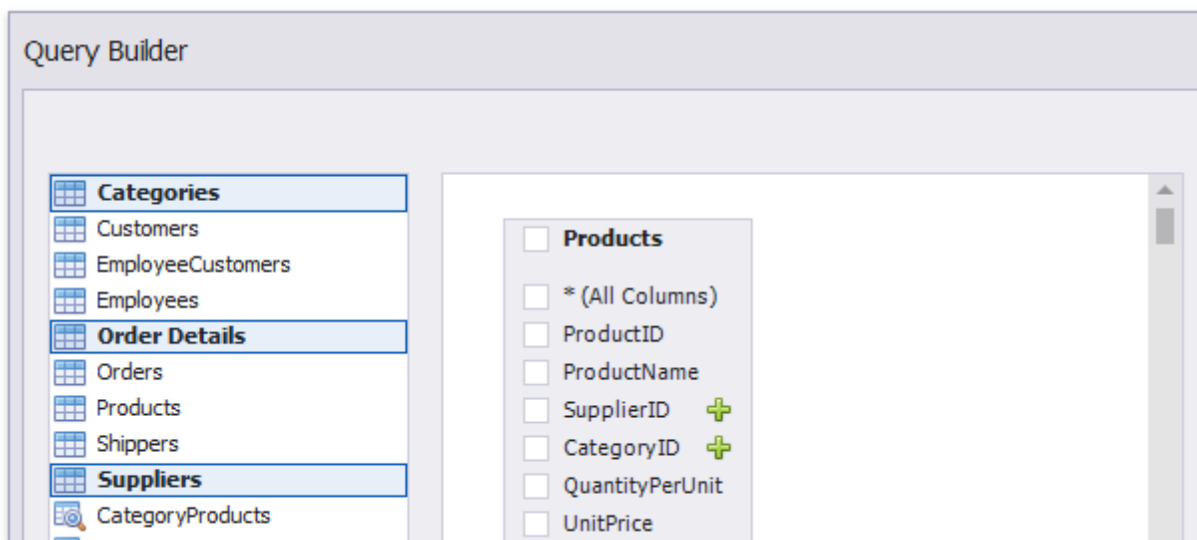 Query Builder
Categories
Customers
EmployeeCustomers
Employees
Order Details
Orders
Products
Shippers
Suppliers
CategoryProducts
Products
* (All Columns)
ProductID
ProductName
SupplierID
CategoryID
QuantityPerUnit
UnitPrice